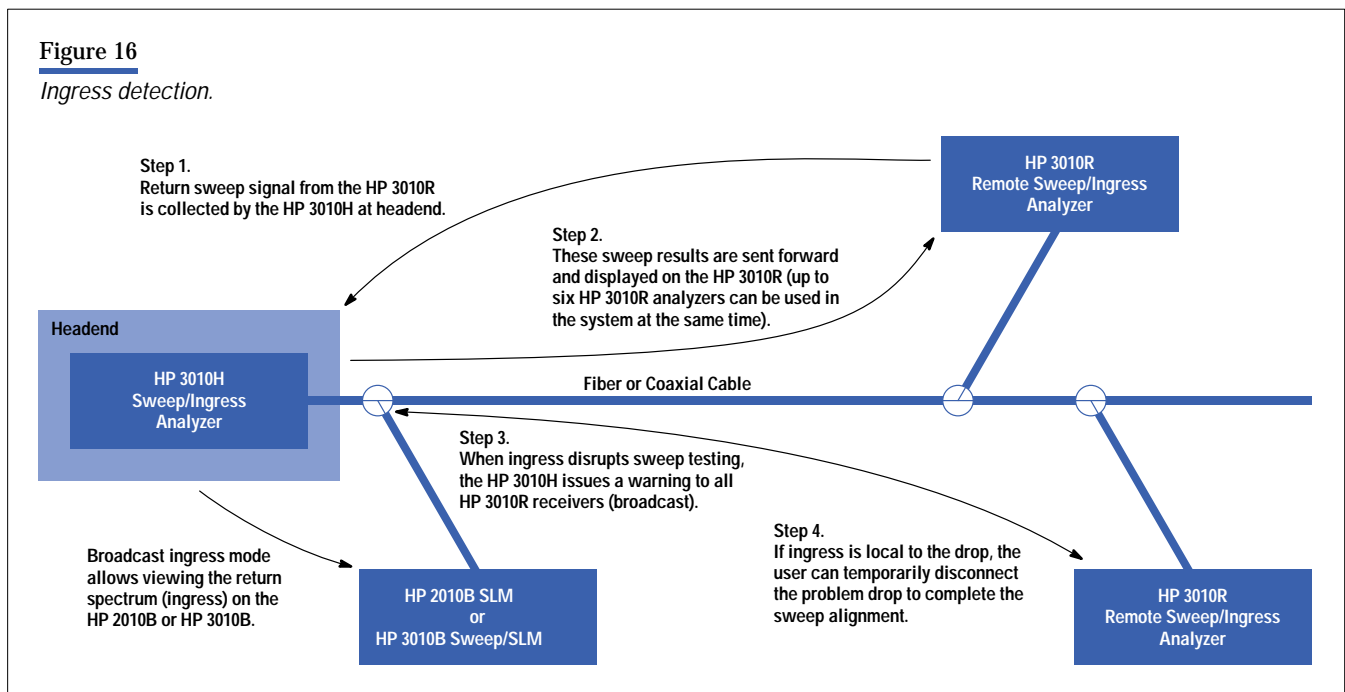 Figure 16
Ingress detection.
Step 1.
Return sweep signal from the HP 3010R
is collected by the HP 3010H at headend.
HP 3010R
Remote Sweep/Ingress
Analyzer
Step 2.
These sweep results are sent forward
and displayed on the HP 3010R (up to
six HP 3010R analyzers can be used in
the system at the same time).
Headend
HP 3010H
Sweep/Ingress
Analyzer
Fiber or Coaxial Cable
Step 3.
When ingress disrupts sweep testing,
the HP 3010H issues a warning to all
HP 3010R receivers (broadcast).
Step 4.
If ingress is local to the drop, the
user can temporarily disconnect
the problem drop to complete the
sweep alignment.
Broadcast ingress mode
allows viewing the return
spectrum (ingress) on the
HP 2010B or HP 3010B.
HP 2010B SLM
or
HP 3010B Sweep/SLM
HP 3010R
Remote Sweep/Ingress
Analyzer